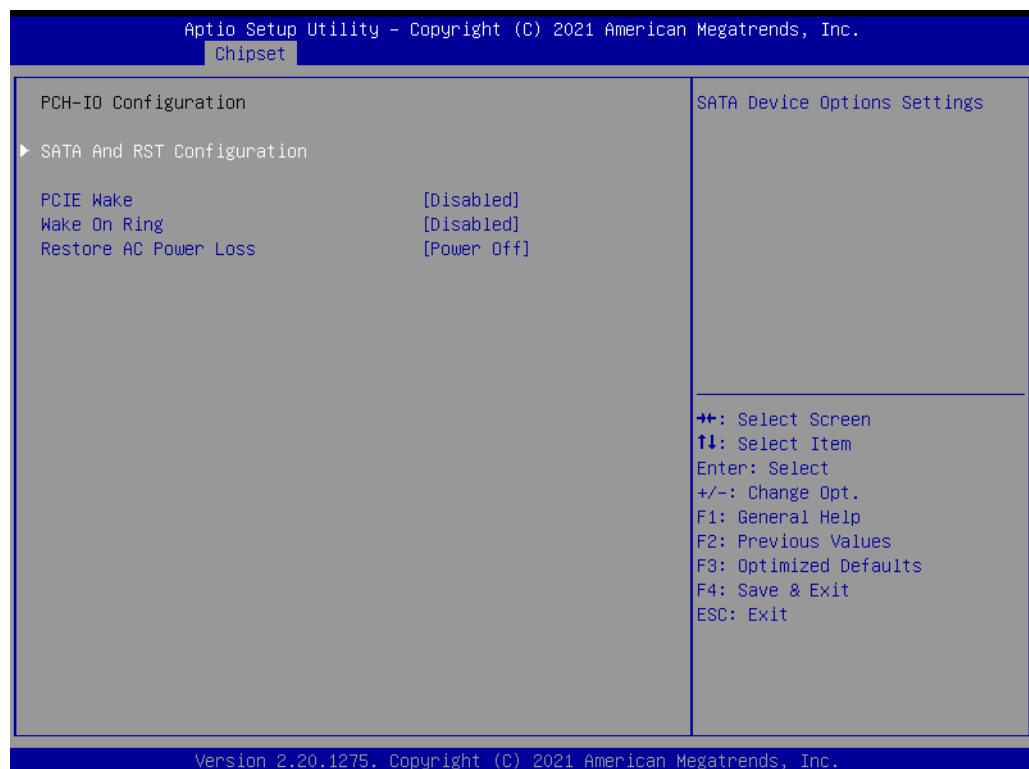 Aptio Setup Utility – Copyright (C) 2021 American Megatrends, Inc.
Chipset
PCH-IO Configuration
SATA And RST Configuration
PCIE Wake [Disabled]
Wake On Ring [Disabled]
Restore AC Power Loss [Power Off]
SATA Device Options Settings
→←: Select Screen
↑↓: Select Item
Enter: Select
+/-: Change Opt.
F1: General Help
F2: Previous Values
F3: Optimized Defaults
F4: Save & Exit
ESC: Exit
Version 2.20.1275. Copyright (C) 2021 American Megatrends, Inc.